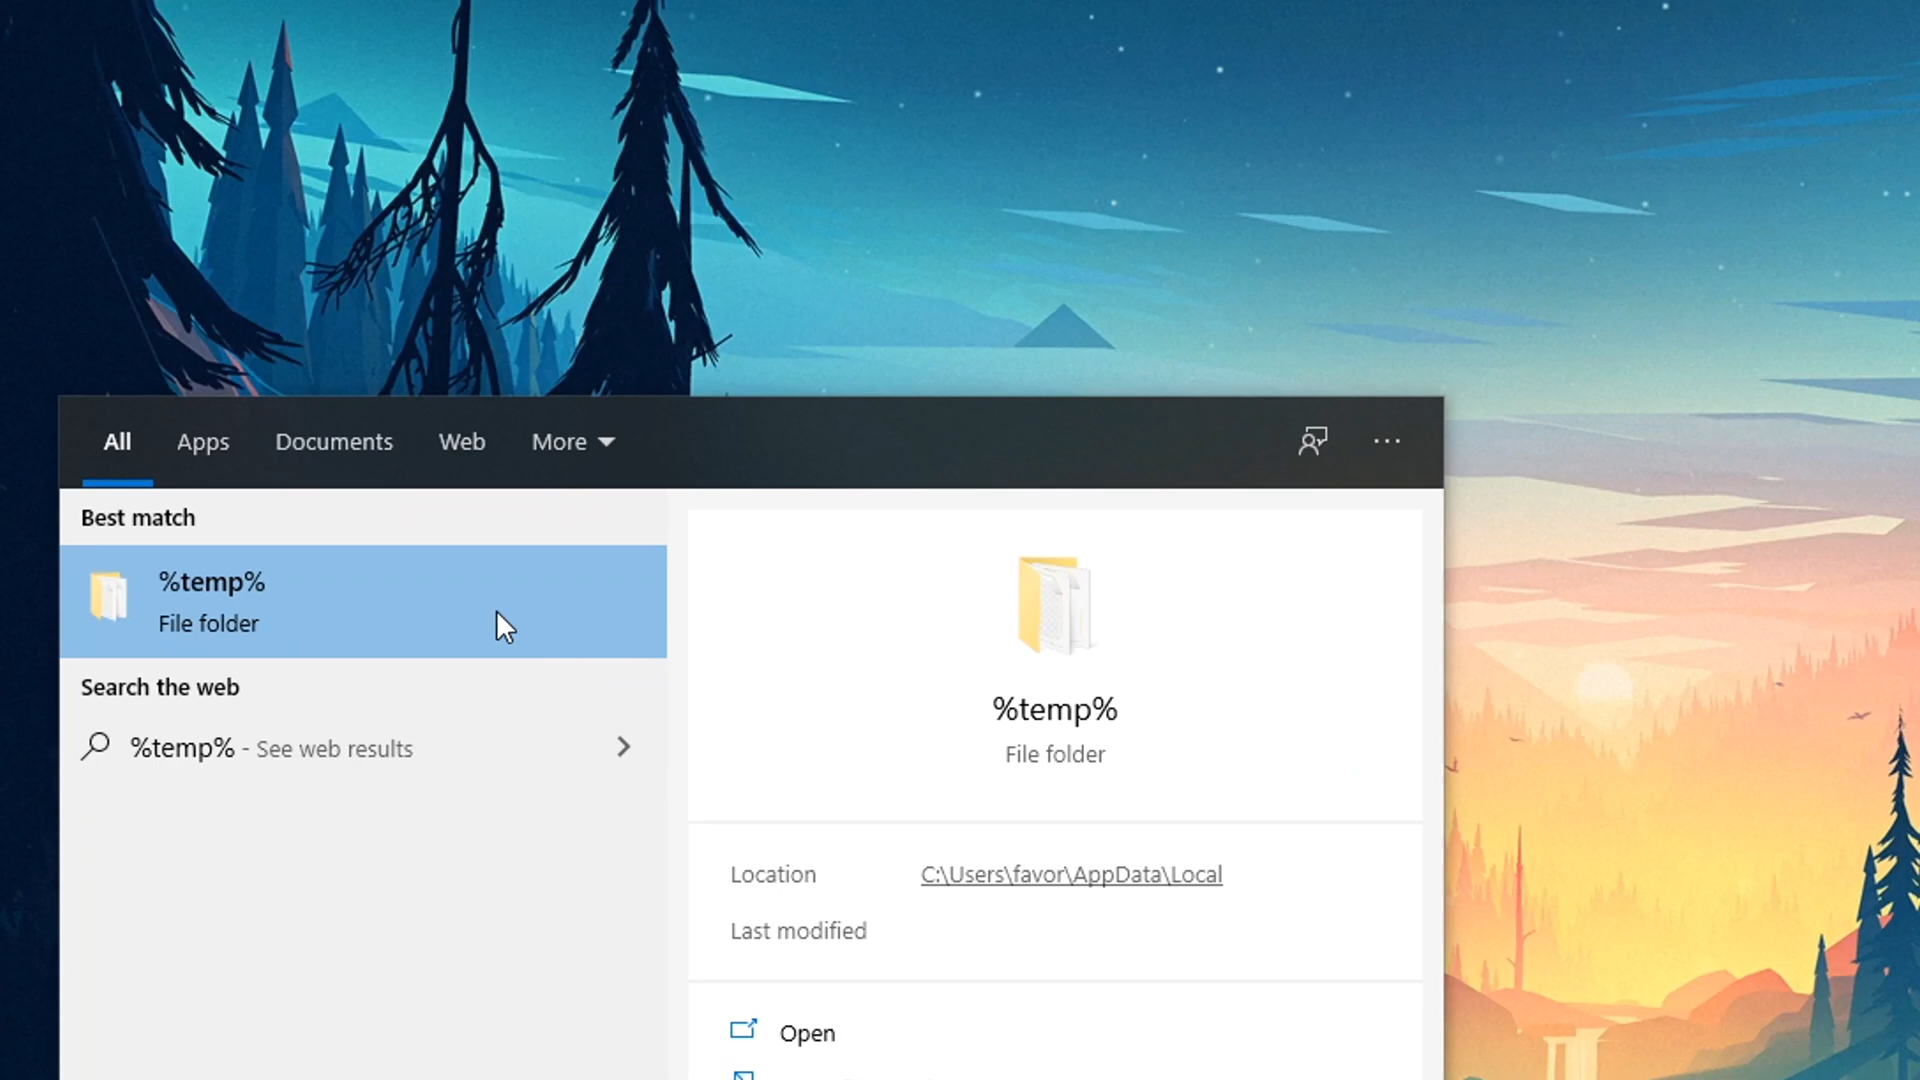 All Apps Documents Web More
Best match
%temp%
File folder
Search the web
%temp% - See web results
%temp%
File folder
Location C:\Users\favor\AppData\Local
Last modified
Open